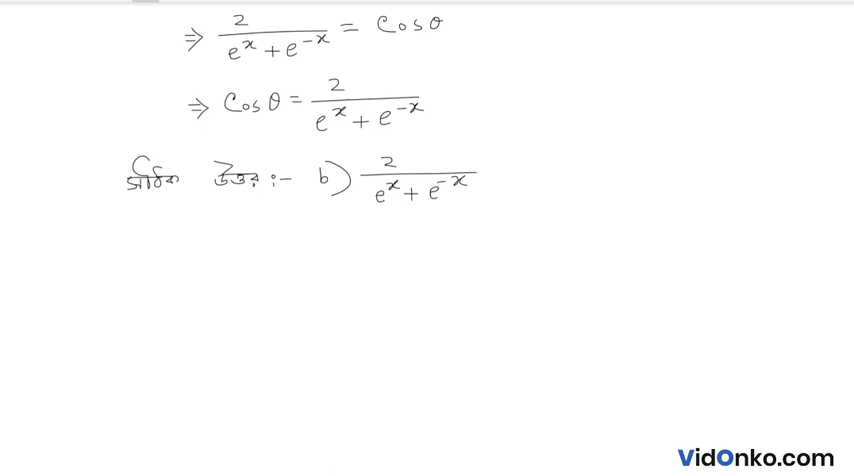 ⇒ 2/(e^x + e^-x) = Cosθ
⇒ Cosθ = 2/(e^x + e^-x)
সঠিক উত্তর :- b) 2/(e^x + e^-x)
VidOnko.com